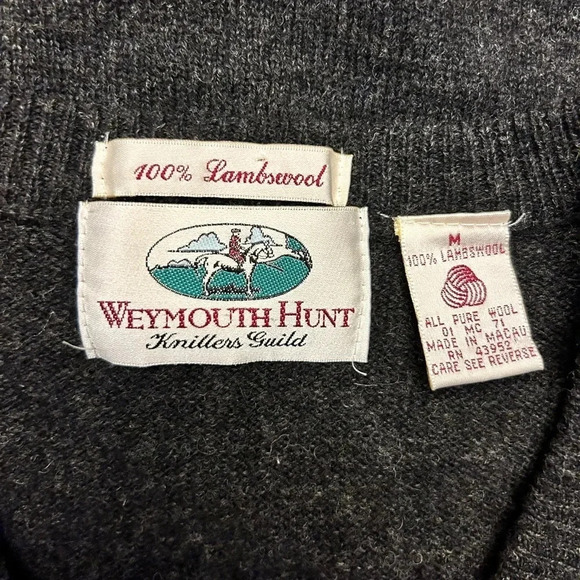 100% Lambswool
WEYMOUTH HUNT
Knitters Guild
M
100% LAMBSWOOL
ALL PURE WOOL
01 MC 71
MADE IN MACAU
RN 43952
CARE SEE REVERSE